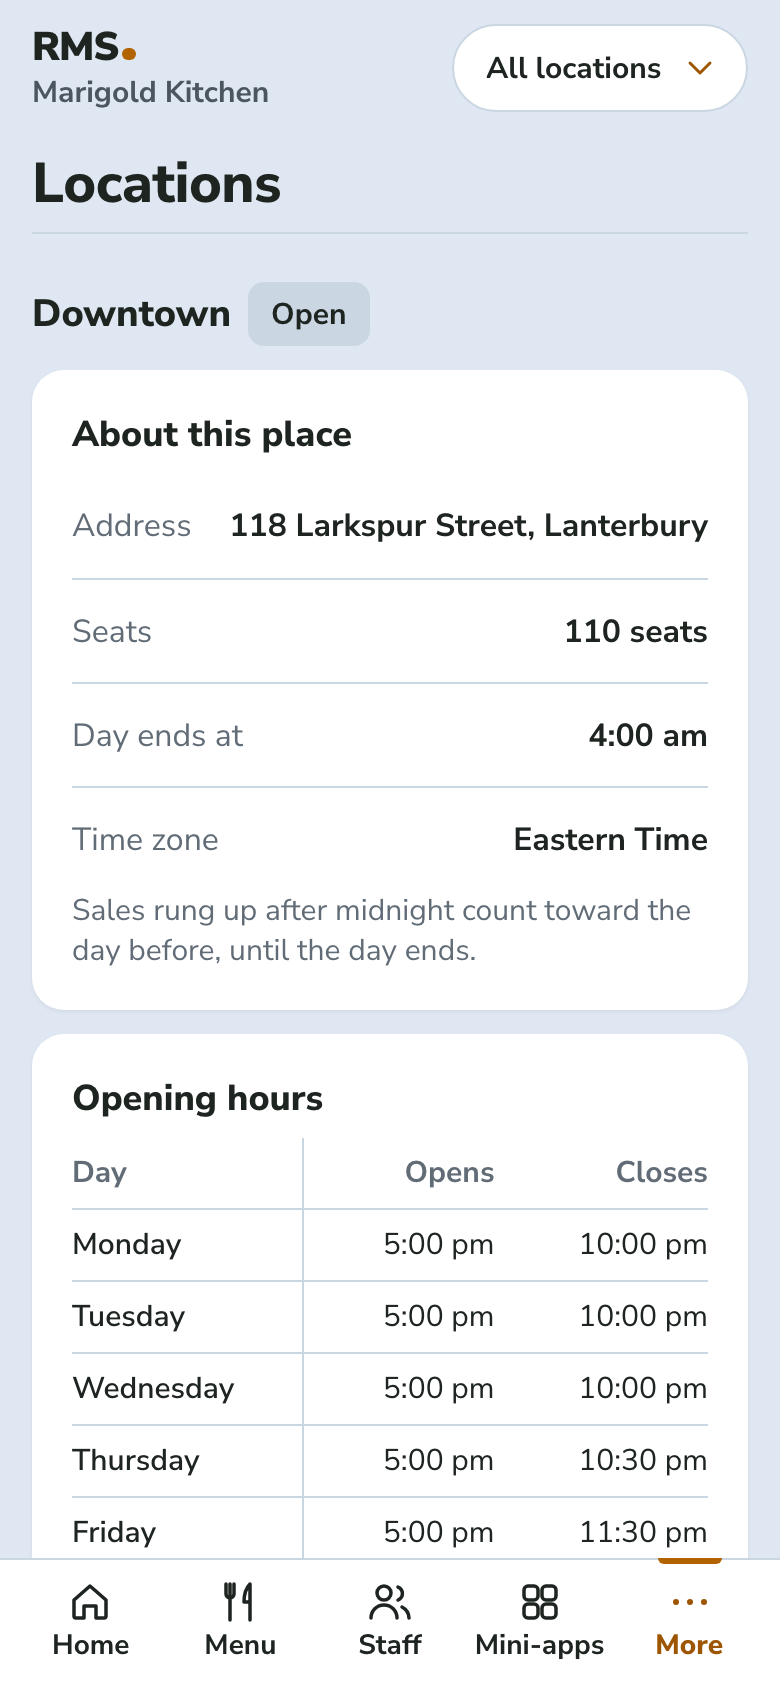 RMS.
Marigold Kitchen
All locations
Locations
Downtown
Open
About this place
Address 118 Larkspur Street, Lanterbury
Seats 110 seats
Day ends at 4:00 am
Time zone Eastern Time
Sales rung up after midnight count toward the
day before, until the day ends.
Opening hours
Day Opens Closes
Monday 5:00 pm 10:00 pm
Tuesday 5:00 pm 10:00 pm
Wednesday 5:00 pm 10:00 pm
Thursday 5:00 pm 10:30 pm
Friday 5:00 pm 11:30 pm
Home Menu Staff Mini-apps More